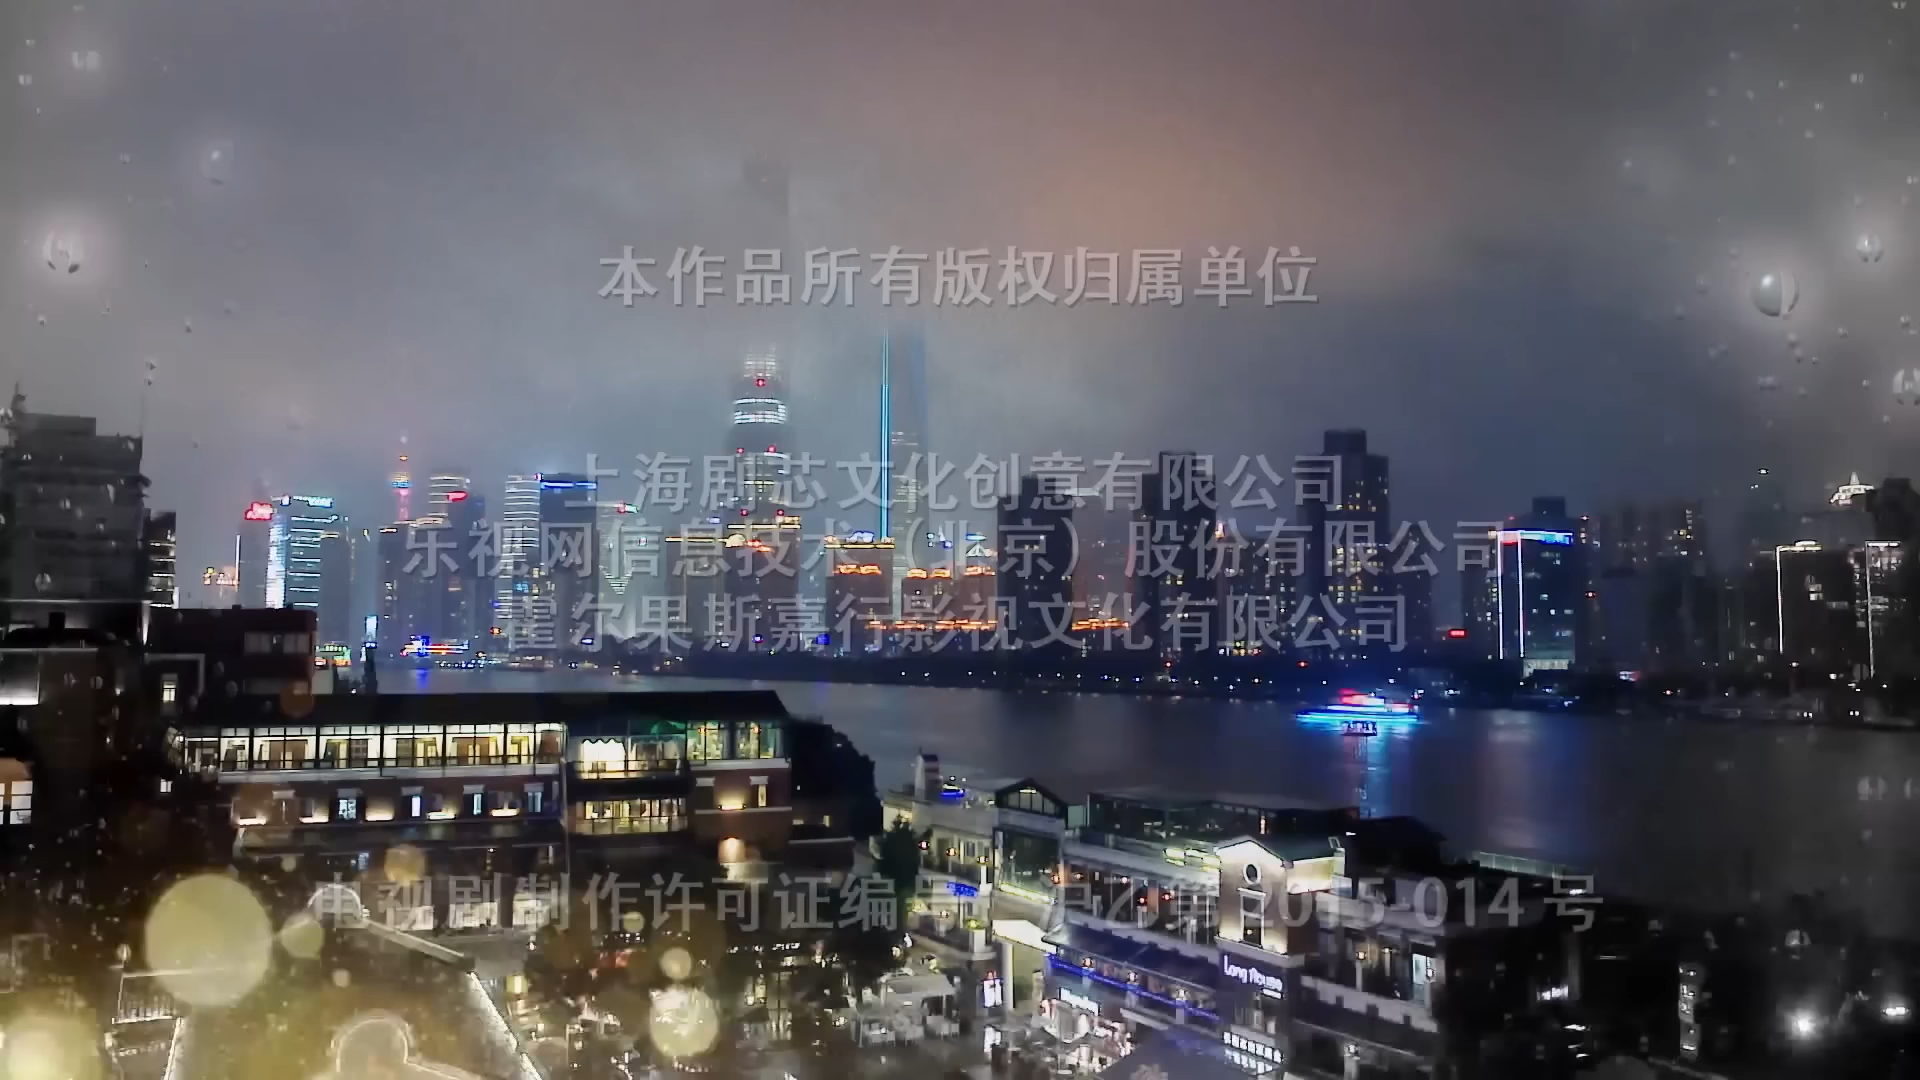 本作品所有版权归属单位
上海剧芯文化创意有限公司
乐视网信息技术（北京）股份有限公司
霍尔果斯嘉行影视文化有限公司
电视剧制作许可证编号：沪乙第 2015-014 号
Long House